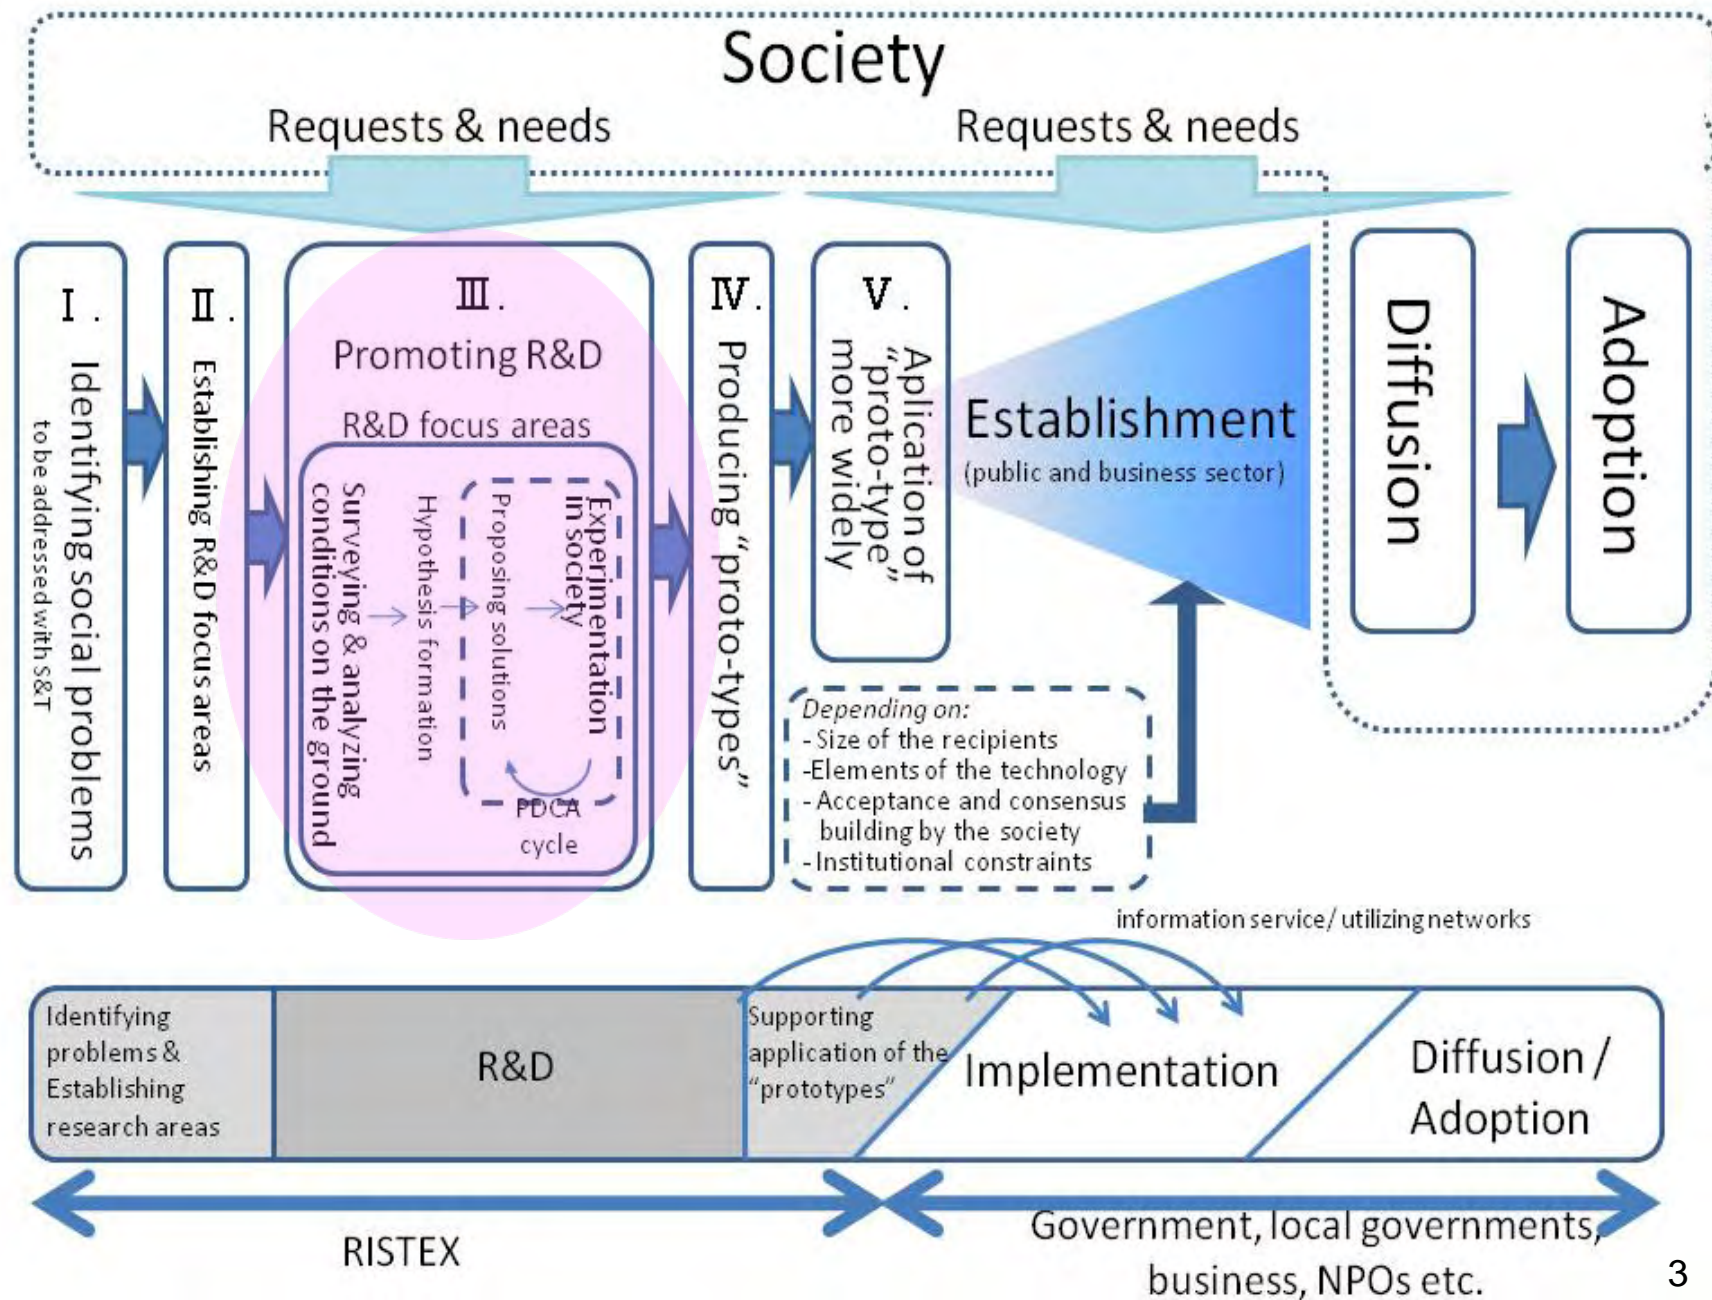 Society
Requests & needs
Requests & needs
I.
Identifying social problems
to be addressed with S&T
II.
Establishing R&D focus areas
III.
Promoting R&D
R&D focus areas
Surveying & analyzing
conditions on the ground
Hypothesis formation
Proposing solutions
Experimentation
in society
PDCA
cycle
IV.
Producing “proto-types”
V.
Aplication of
“proto-type”
more widely
Establishment
(public and business sector)
Diffusion
Adoption
Depending on:
- Size of the recipients
-Elements of the technology
- Acceptance and consensus
building by the society
- Institutional constraints
information service/ utilizing networks
Identifying
problems &
Establishing
research areas
R&D
Supporting
application of the
“prototypes”
Implementation
Diffusion /
Adoption
RISTEX
Government, local governments,
business, NPOs etc.
3